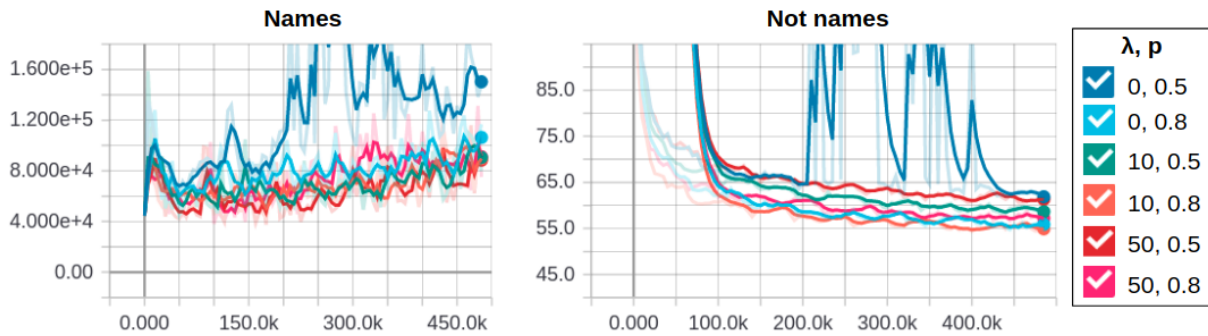 Names
1.600e+5
1.200e+5
8.000e+4
4.000e+4
0.00
0.000 150.0k 300.0k 450.0k
Not names
85.0
75.0
65.0
55.0
45.0
0.000 100.0k 200.0k 300.0k 400.0k
λ, p
0, 0.5
0, 0.8
10, 0.5
10, 0.8
50, 0.5
50, 0.8